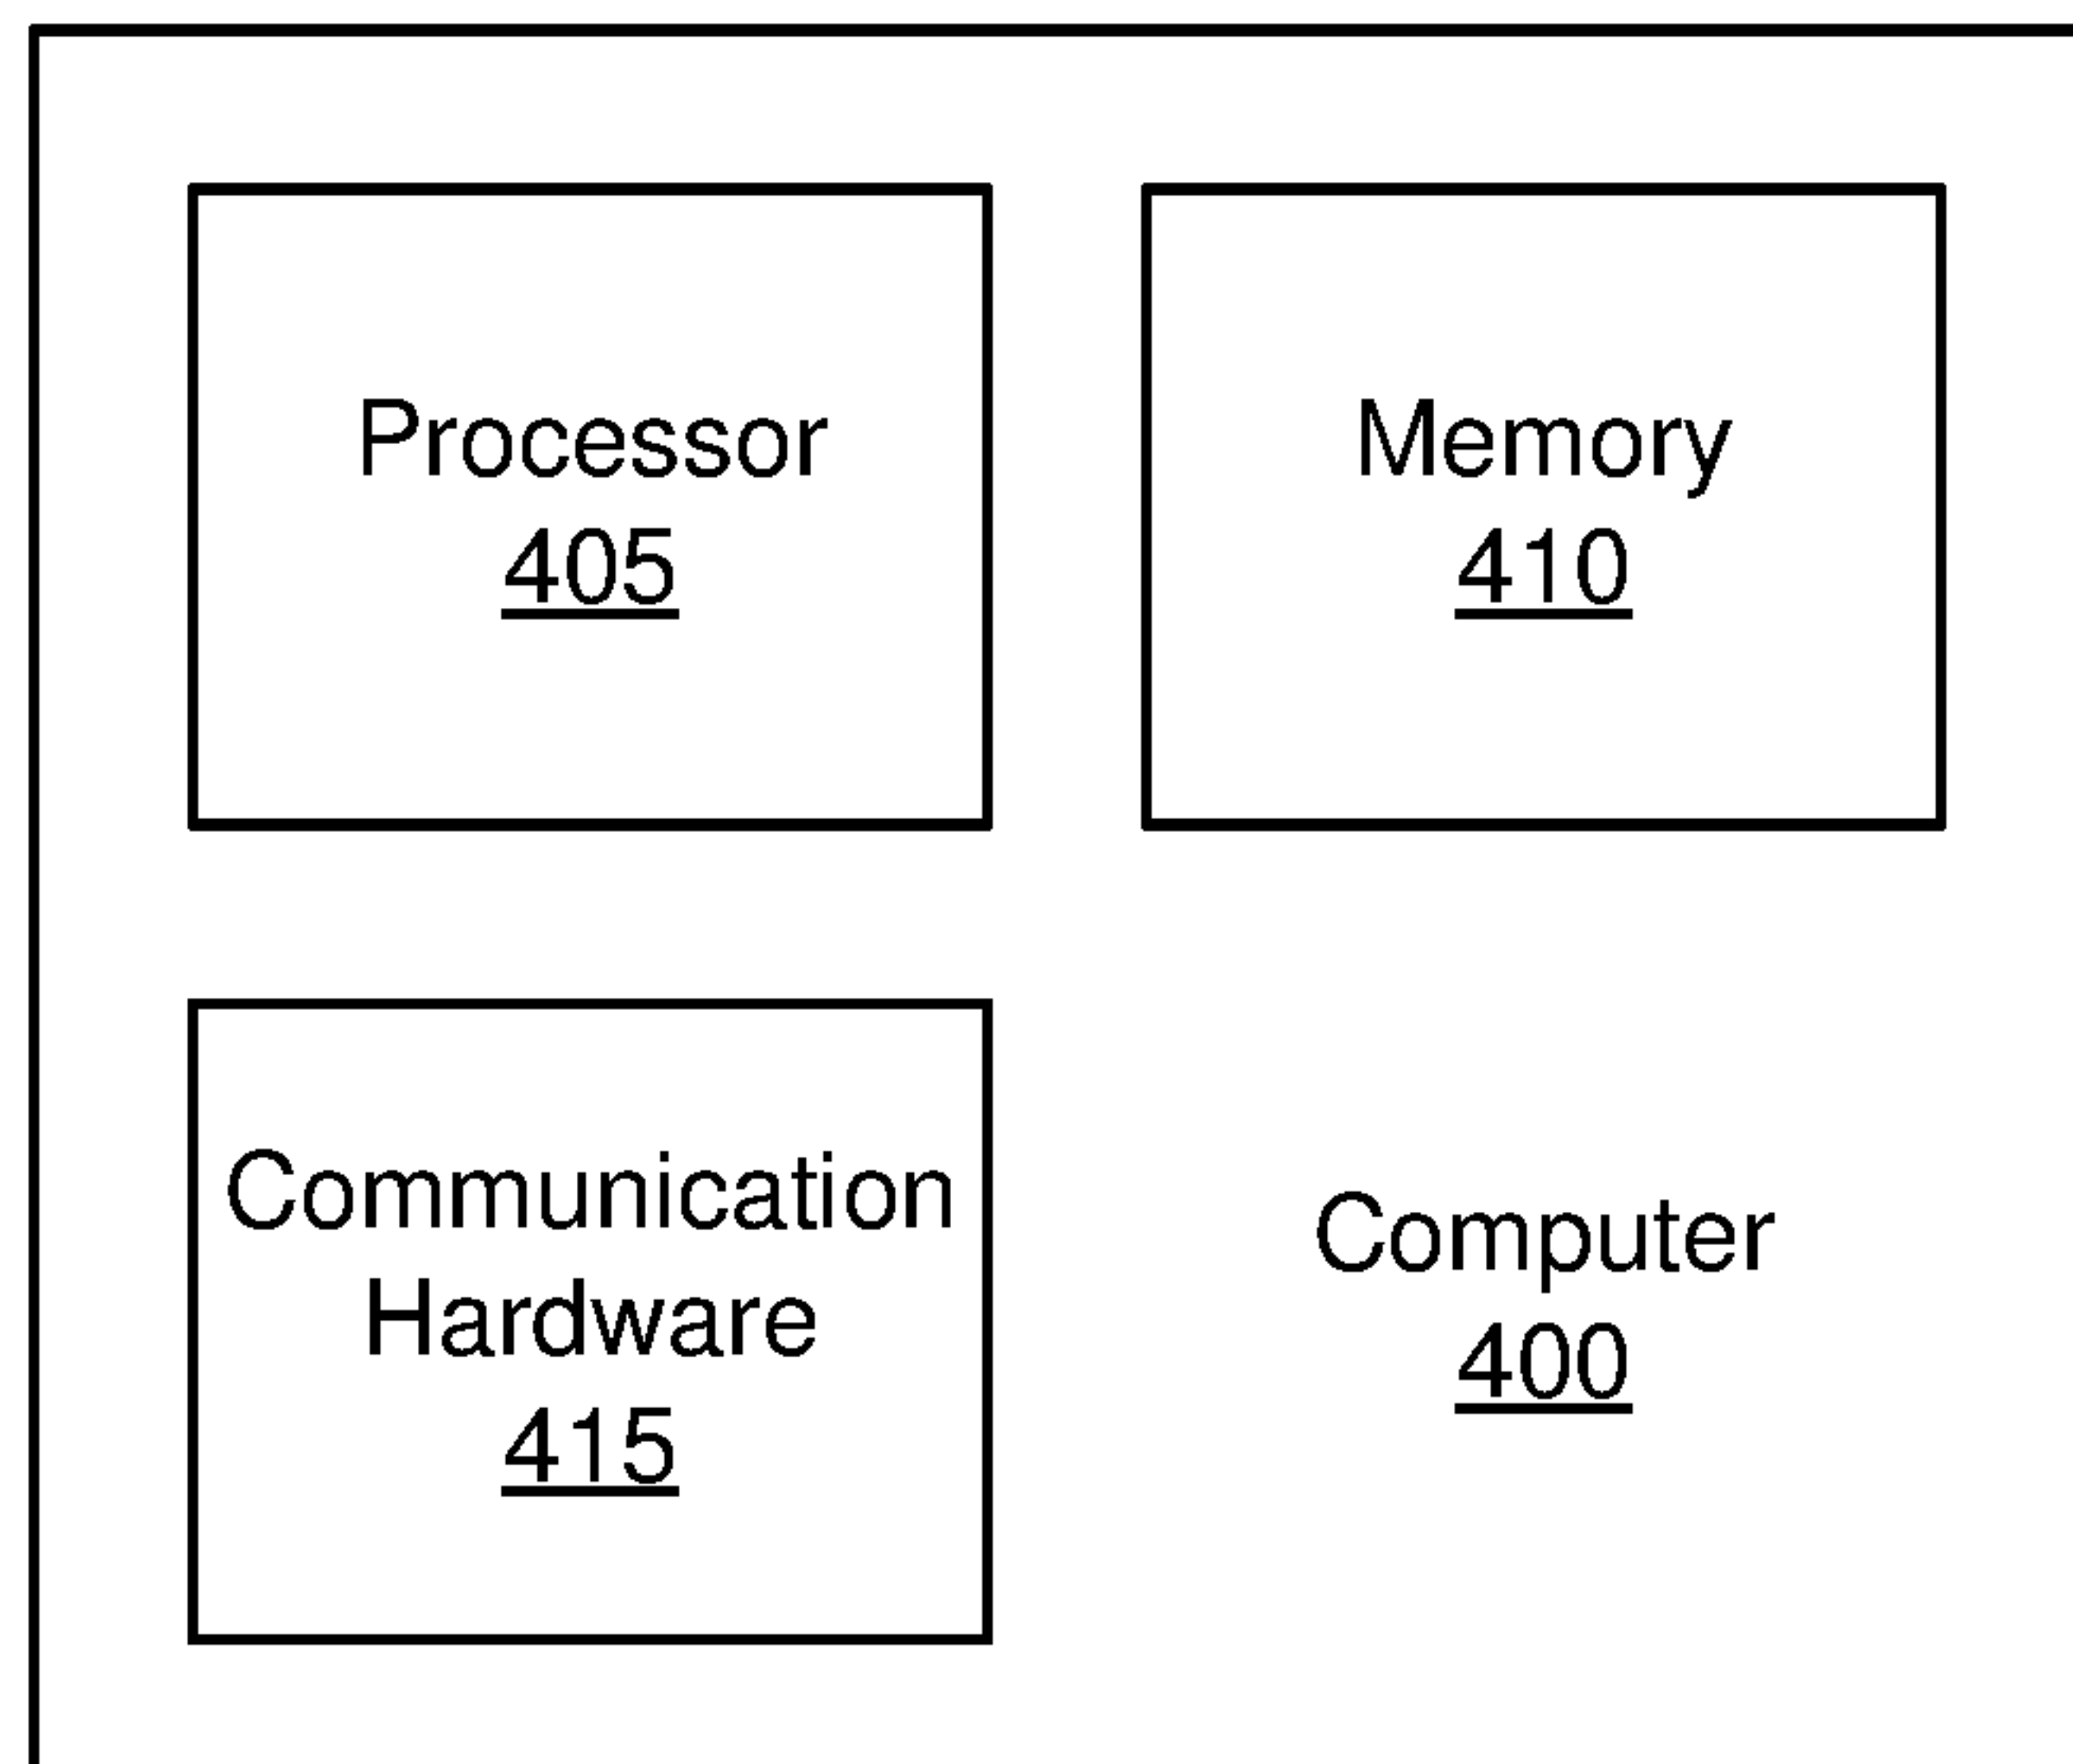 Processor
405
Memory
410
Communication
Hardware
415
Computer
400